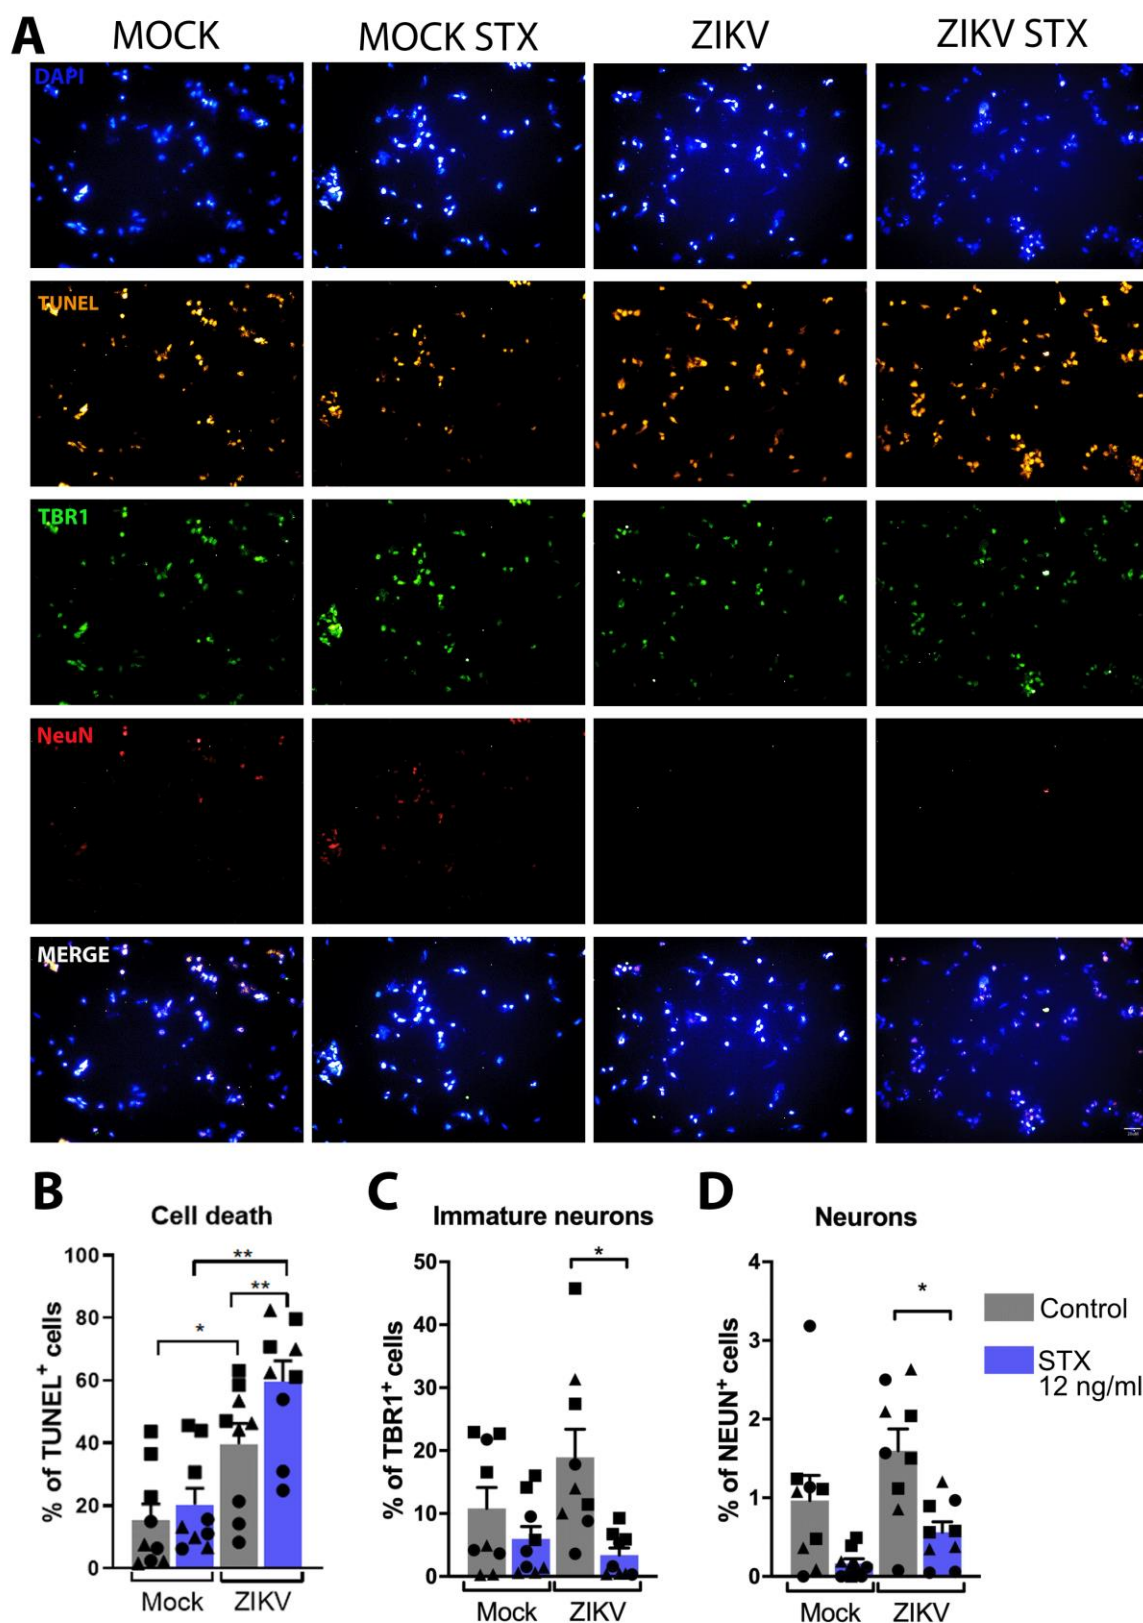 A
MOCK
MOCK STX
ZIKV
ZIKV STX
DAPI
TUNEL
TBR1
NeuN
MERGE
B
Cell death
% of TUNEL+ cells
100
80
60
40
20
0
*
**
**
Mock
ZIKV
C
Immature neurons
% of TBR1+ cells
50
40
30
20
10
0
*
Mock
ZIKV
D
Neurons
% of NEUN+ cells
4
3
2
1
0
*
Mock
ZIKV
Control
STX
12 ng/ml